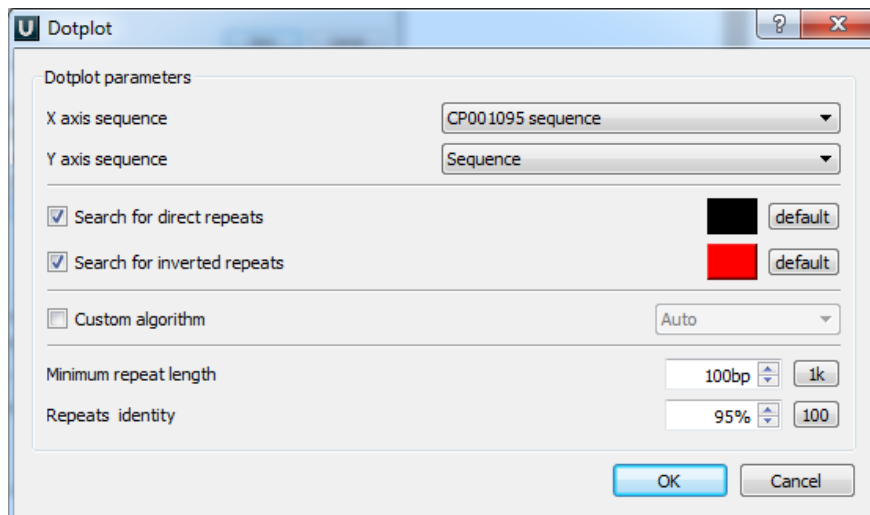 U Dotplot ?
Dotplot parameters
X axis sequence CP001095 sequence
Y axis sequence Sequence
Search for direct repeats default
Search for inverted repeats default
Custom algorithm Auto
Minimum repeat length 100bp 1k
Repeats identity 95% 100
OK Cancel